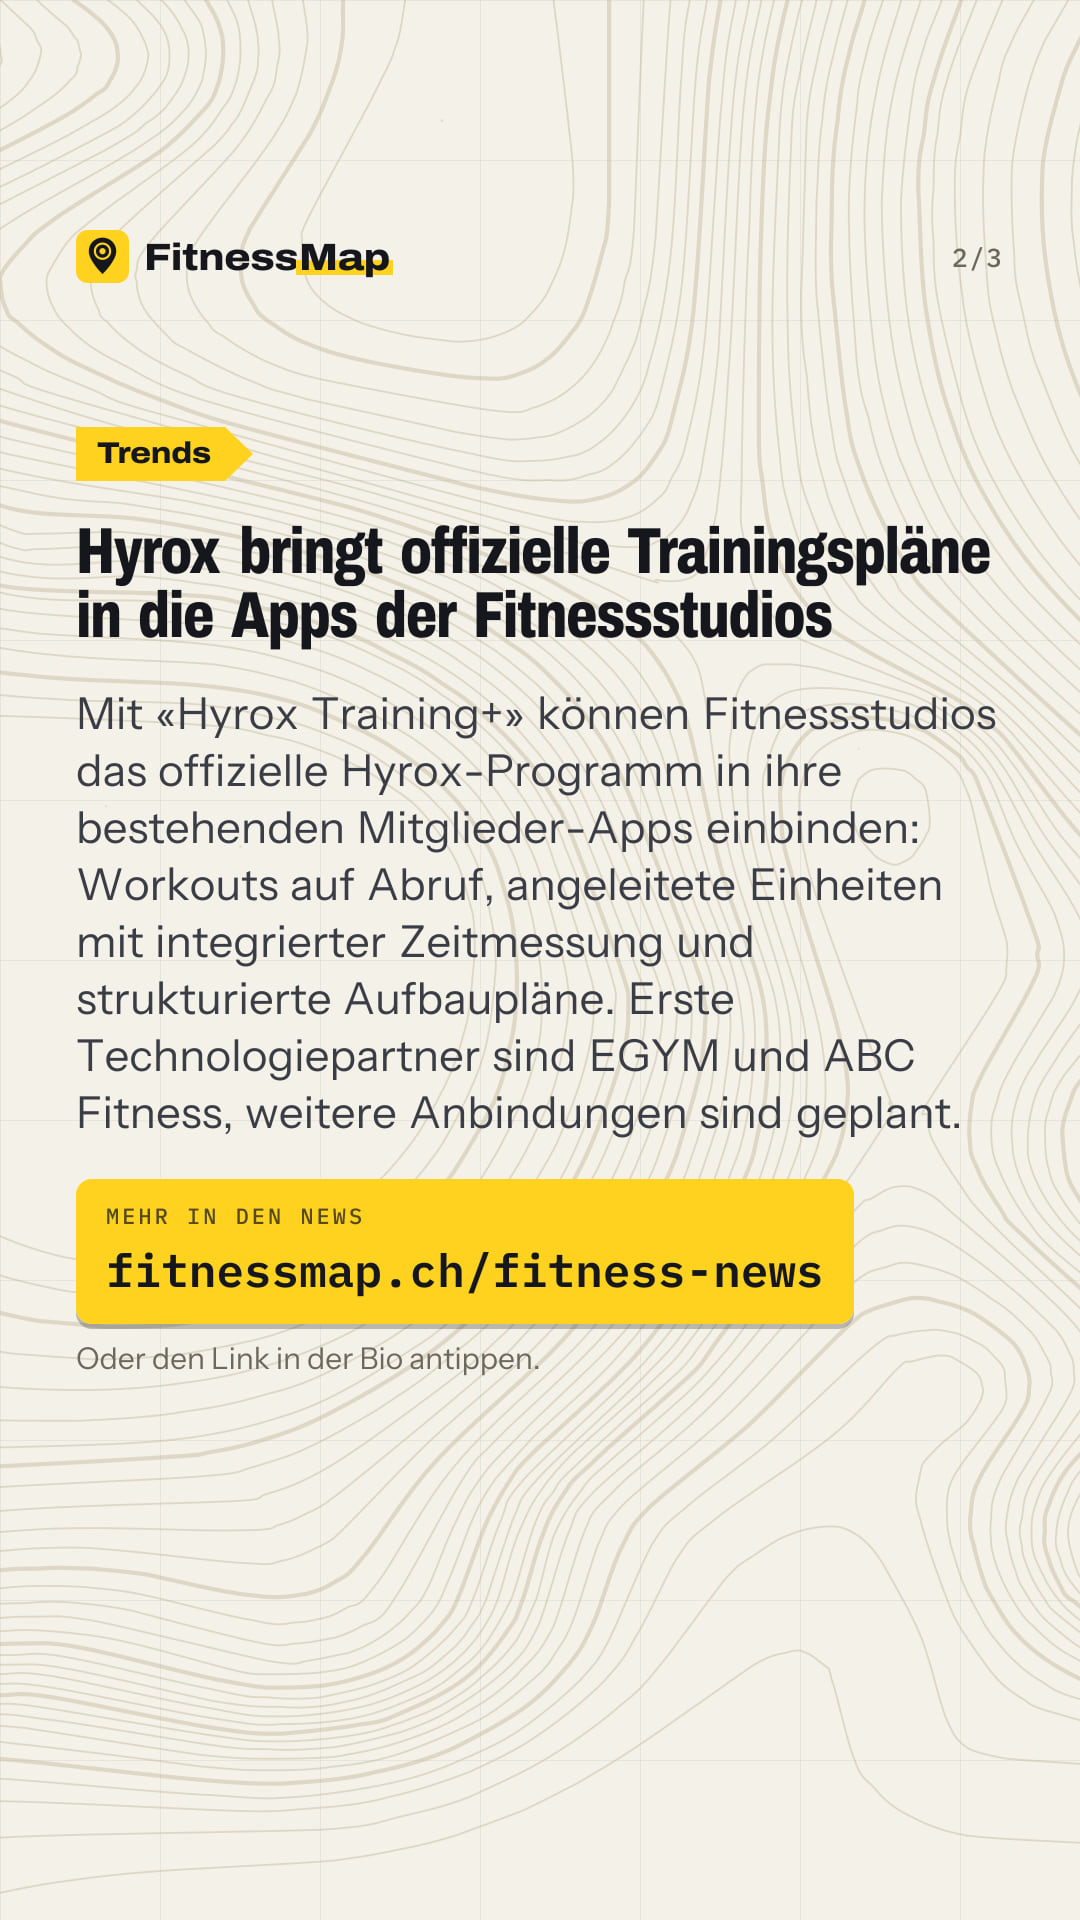 FitnessMap
2/3
Trends
Hyrox bringt offizielle Trainingspläne
in die Apps der Fitnessstudios
Mit «Hyrox Training+» können Fitnessstudios
das offizielle Hyrox-Programm in ihre
bestehenden Mitglieder-Apps einbinden:
Workouts auf Abruf, angeleitete Einheiten
mit integrierter Zeitmessung und
strukturierte Aufbaupläne. Erste
Technologiepartner sind EGYM und ABC
Fitness, weitere Anbindungen sind geplant.
MEHR IN DEN NEWS
fitnessmap.ch/fitness-news
Oder den Link in der Bio antippen.